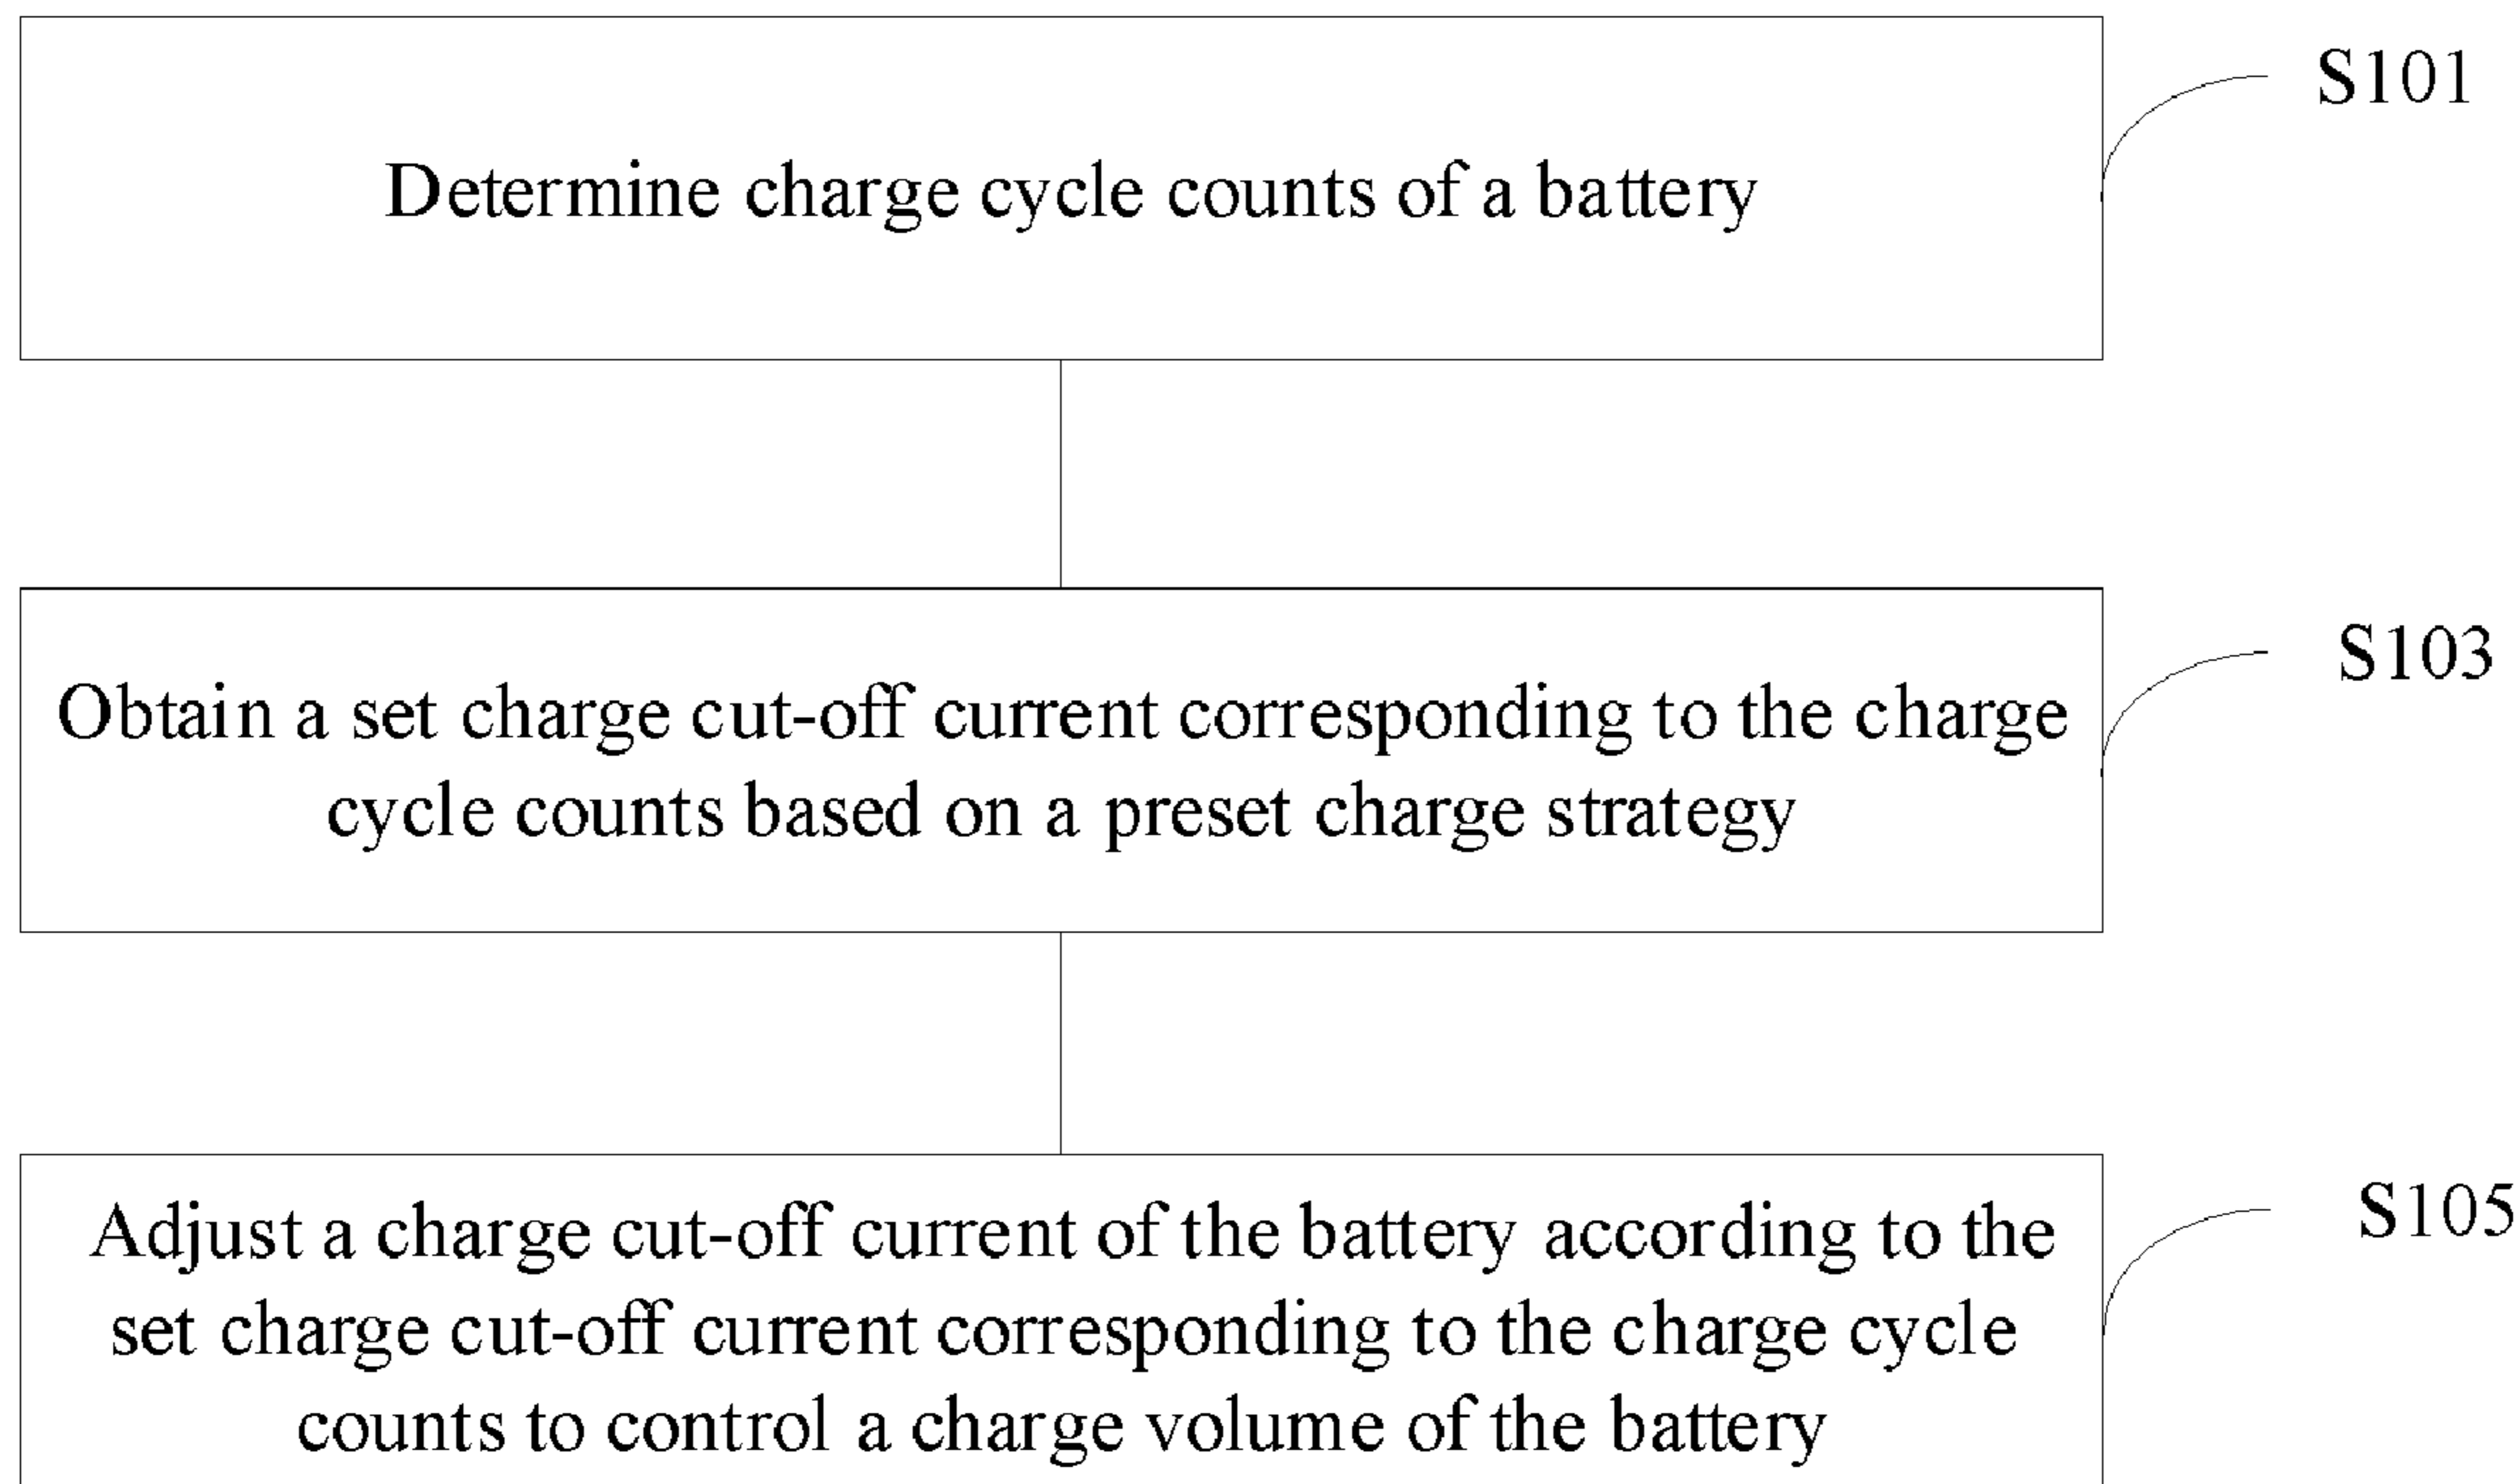 S101
Determine charge cycle counts of a battery
S103
Obtain a set charge cut-off current corresponding to the charge
cycle counts based on a preset charge strategy
S105
Adjust a charge cut-off current of the battery according to the
set charge cut-off current corresponding to the charge cycle
counts to control a charge volume of the battery